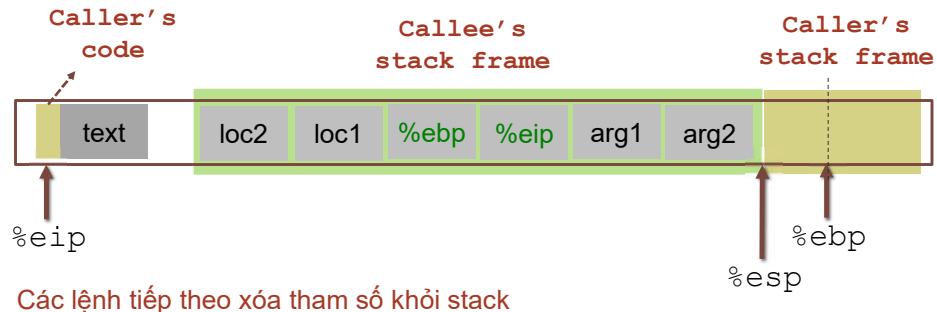 Caller's
code
Callee's
stack frame
Caller's
stack frame
text
loc2
loc1
%ebp
%eip
arg1
arg2
%eip
%esp
%ebp
Các lệnh tiếp theo xóa tham số khỏi stack